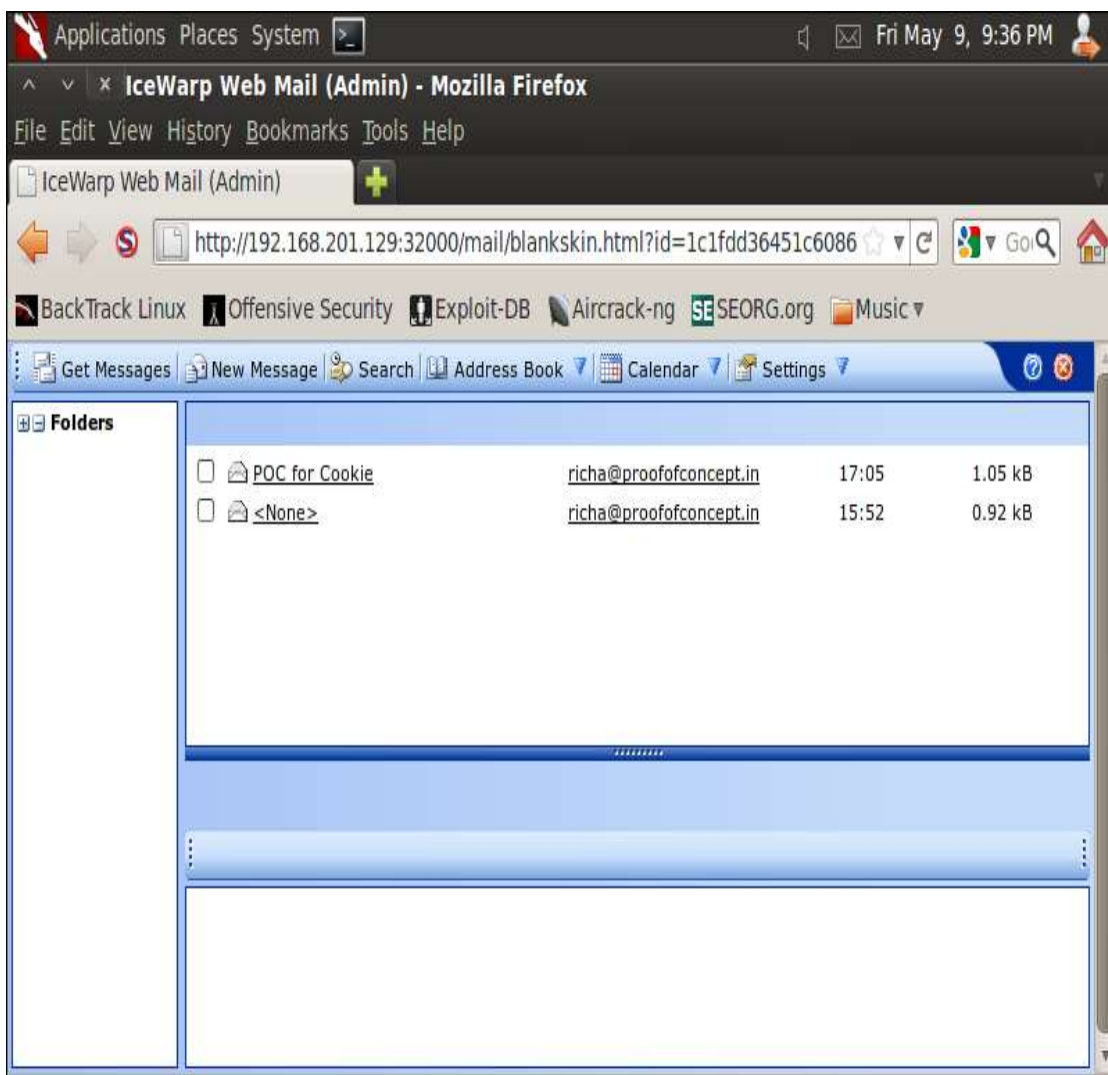 Applications Places System Fri May 9, 9:36 PM
IceWarp Web Mail (Admin) - Mozilla Firefox
File Edit View History Bookmarks Tools Help
IceWarp Web Mail (Admin)
http://192.168.201.129:32000/mail/blankskin.html?id=1c1fdd36451c6086
BackTrack Linux Offensive Security Exploit-DB Aircrack-ng SE SEORG.org Music
Get Messages New Message Search Address Book Calendar Settings
Folders
POC for Cookie richa@proofofconcept.in 17:05 1.05 kB
<None> richa@proofofconcept.in 15:52 0.92 kB